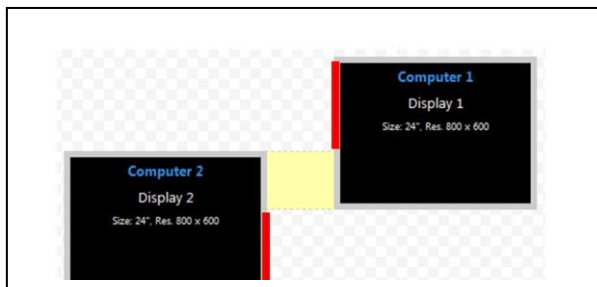 Computer 1
Display 1
Size: 24", Res. 800 x 600
Computer 2
Display 2
Size: 24", Res. 800 x 600